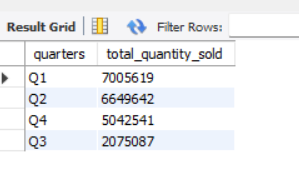 Result Grid Filter Rows:
quarters total_quantity_sold
Q1 7005619
Q2 6649642
Q4 5042541
Q3 2075087